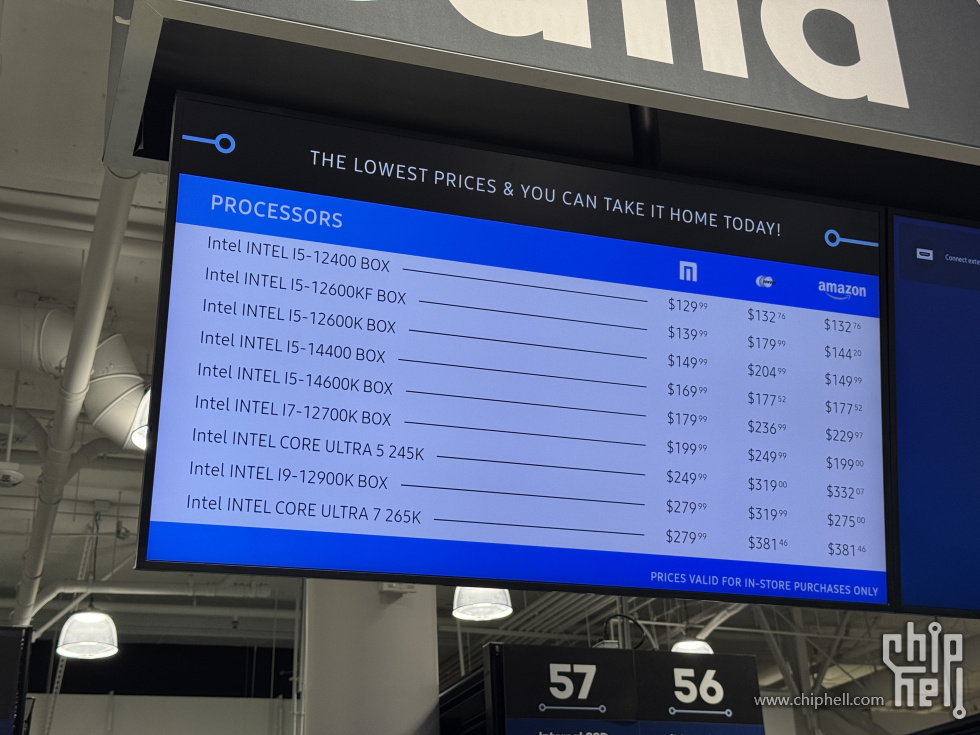 THE LOWEST PRICES & YOU CAN TAKE IT HOME TODAY!
PROCESSORS
amazon
Intel INTEL I5-12400 BOX $129.99 $132.76 $132.76
Intel INTEL I5-12600KF BOX $139.99 $179.99 $144.20
Intel INTEL I5-12600K BOX $149.99 $204.99 $149.99
Intel INTEL I5-14400 BOX $169.99 $177.52 $177.52
Intel INTEL I5-14600K BOX $179.99 $236.99 $229.97
Intel INTEL I7-12700K BOX $199.99 $249.99 $199.00
Intel INTEL CORE ULTRA 5 245K $249.99 $319.00 $332.07
Intel INTEL I9-12900K BOX $279.99 $319.99 $275.00
Intel INTEL CORE ULTRA 7 265K $279.99 $381.46 $381.46
PRICES VALID FOR IN-STORE PURCHASES ONLY
57
56
www.chiphell.com
chip
hell